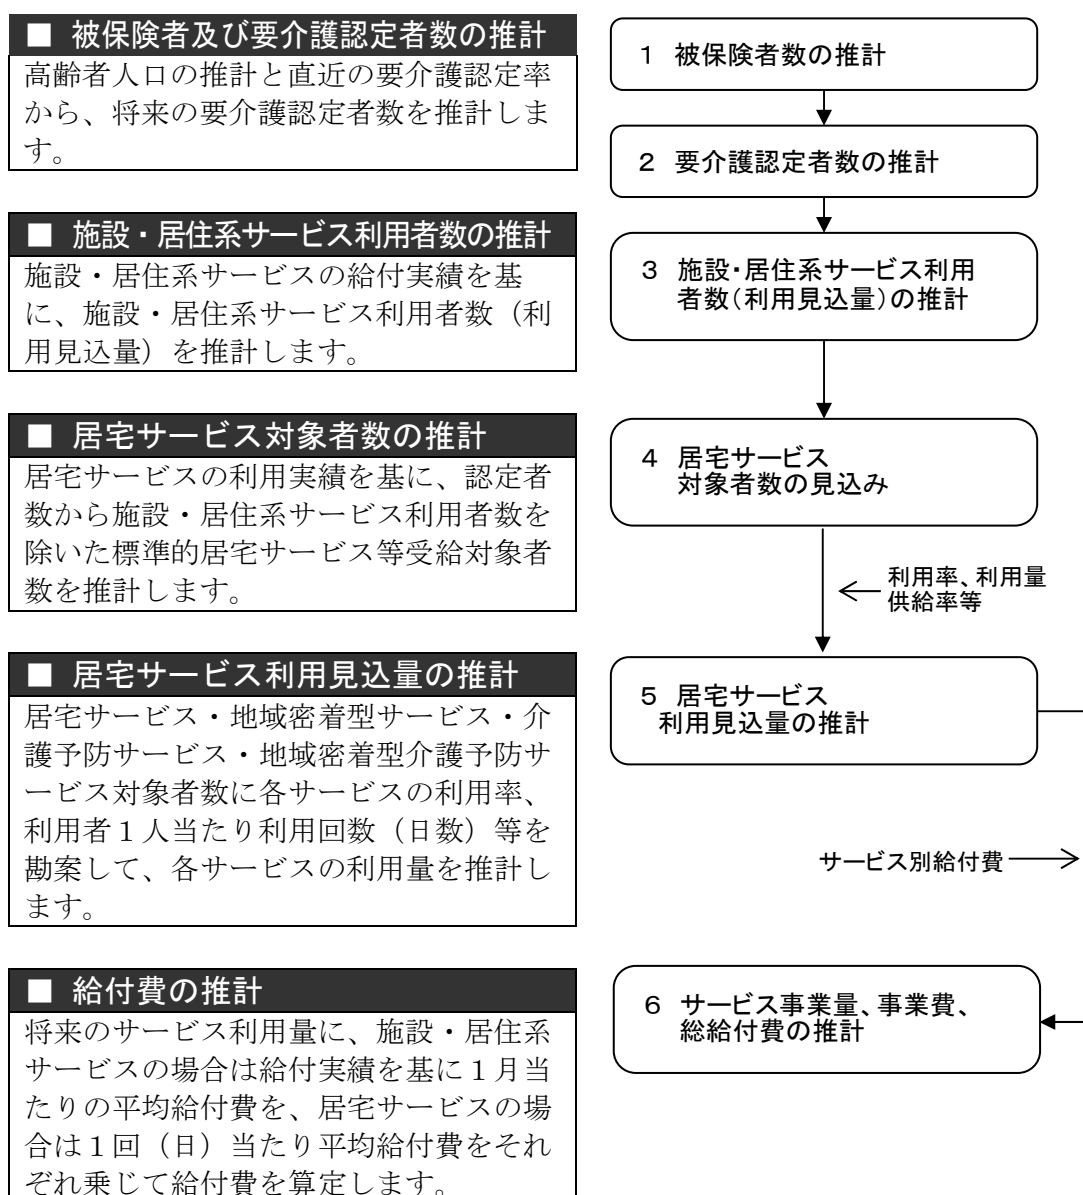 ■ 被保険者及び要介護認定者数の推計
高齢者人口の推計と直近の要介護認定率
から、将来の要介護認定者数を推計しま
す。
■ 施設・居住系サービス利用者数の推計
施設・居住系サービスの給付実績を基
に、施設・居住系サービス利用者数（利
用見込量）を推計します。
■ 居宅サービス対象者数の推計
居宅サービスの利用実績を基に、認定者
数から施設・居住系サービス利用者数を
除いた標準的居宅サービス等受給対象者
数を推計します。
■ 居宅サービス利用見込量の推計
居宅サービス・地域密着型サービス・介
護予防サービス・地域密着型介護予防サ
ービス対象者数に各サービスの利用率、
利用者１人当たり利用回数（日数）等を
勘案して、各サービスの利用量を推計し
ます。
■ 給付費の推計
将来のサービス利用量に、施設・居住系
サービスの場合は給付実績を基に１月当
たりの平均給付費を、居宅サービスの場
合は１回（日）当たり平均給付費をそれ
ぞれ乗じて給付費を算定します。
１ 被保険者数の推計
２ 要介護認定者数の推計
３ 施設・居住系サービス利用
者数（利用見込量）の推計
４ 居宅サービス
対象者数の見込み
利用率、利用量
供給率等
５ 居宅サービス
利用見込量の推計
サービス別給付費
６ サービス事業量、事業費、
総給付費の推計